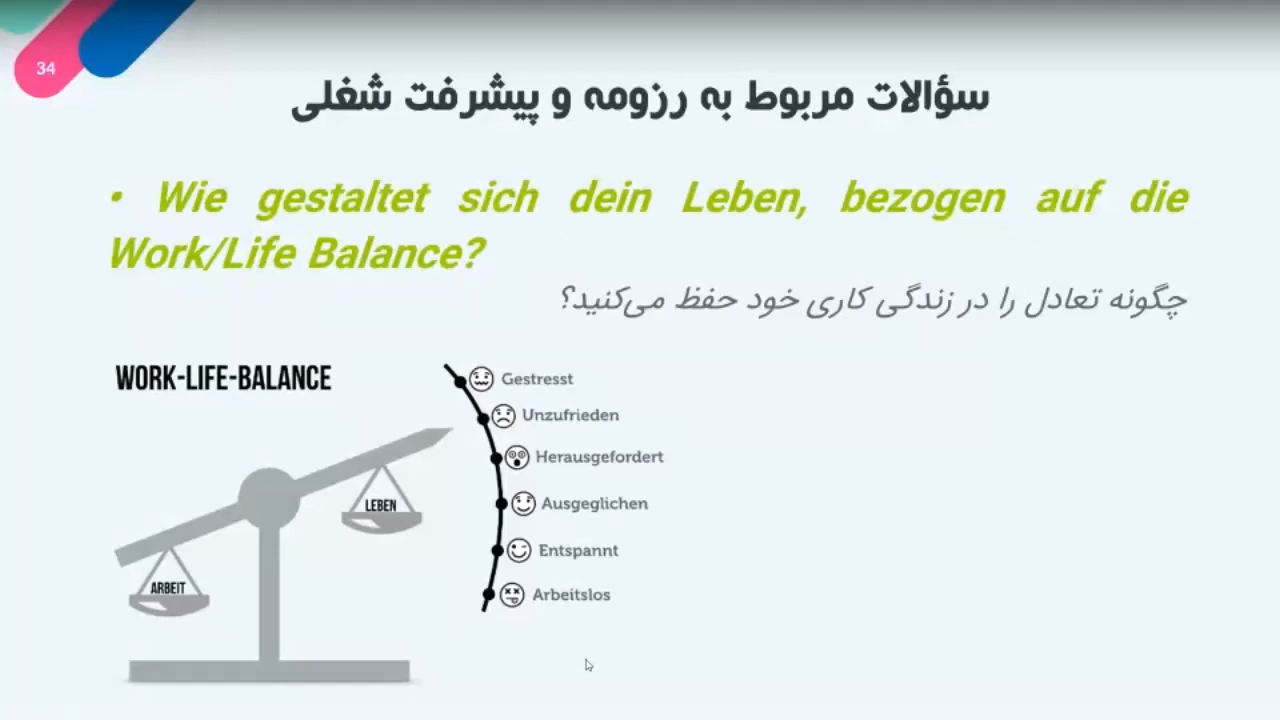 34
سؤالات مربوط به رزومه و پیشرفت شغلی
• Wie gestaltet sich dein Leben, bezogen auf die
Work/Life Balance?
چگونه تعادل را در زندگی کاری خود حفظ می‌کنید؟
WORK-LIFE-BALANCE
Gestresst
Unzufrieden
Herausgefordert
LEBEN
Ausgeglichen
Entspannt
ARBEIT
Arbeitslos